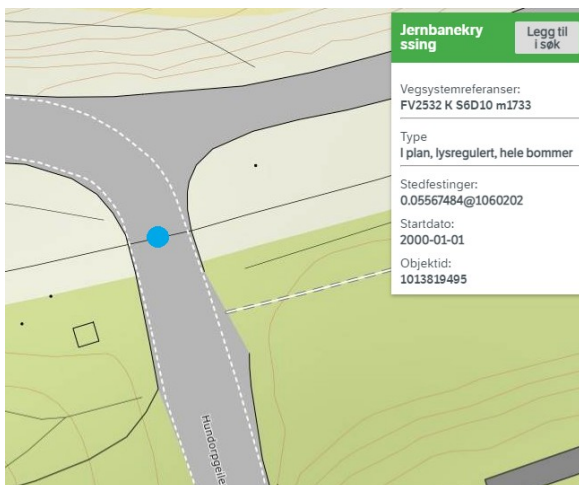 Jernbanekry
ssing
Legg til
i søk
Vegsystemreferanser:
FV2532 K S6D10 m1733
Type
I plan, lysregulert, hele bommer
Stedfestinger:
0.05567484@1060202
Startdato:
2000-01-01
Objektid:
1013819495
Hundorpgeile